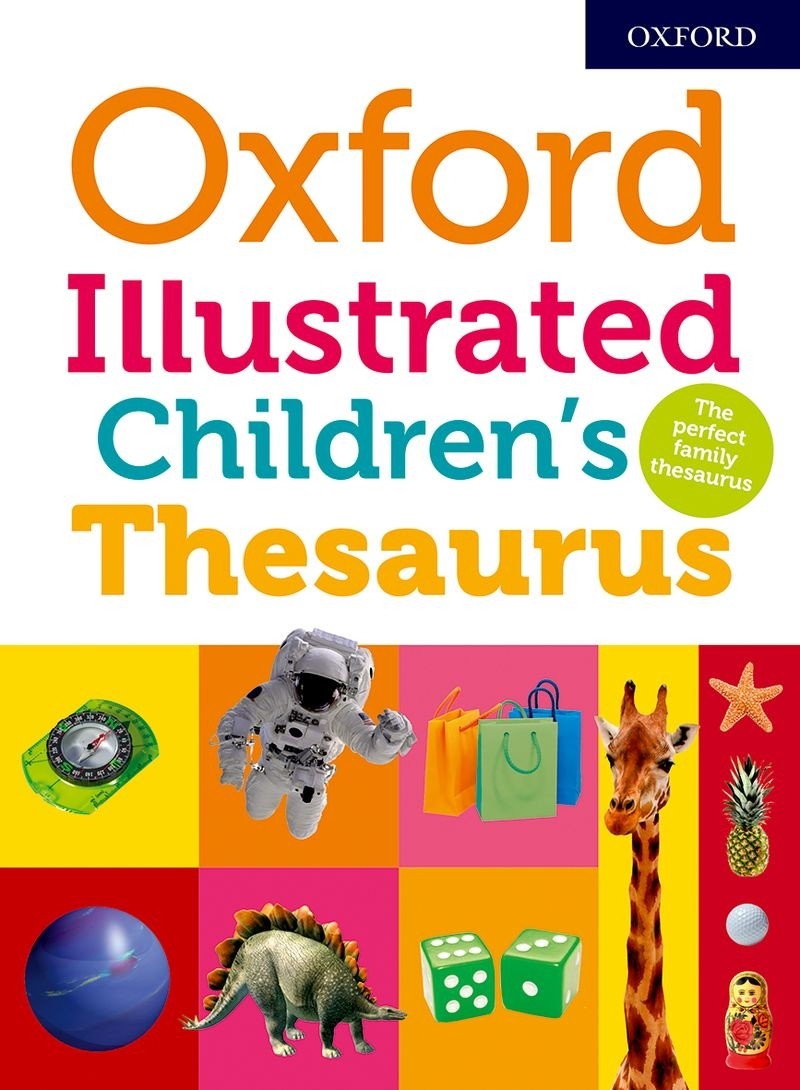 OXFORD
Oxford
Illustrated
Children's
The
perfect
family
thesaurus
Thesaurus